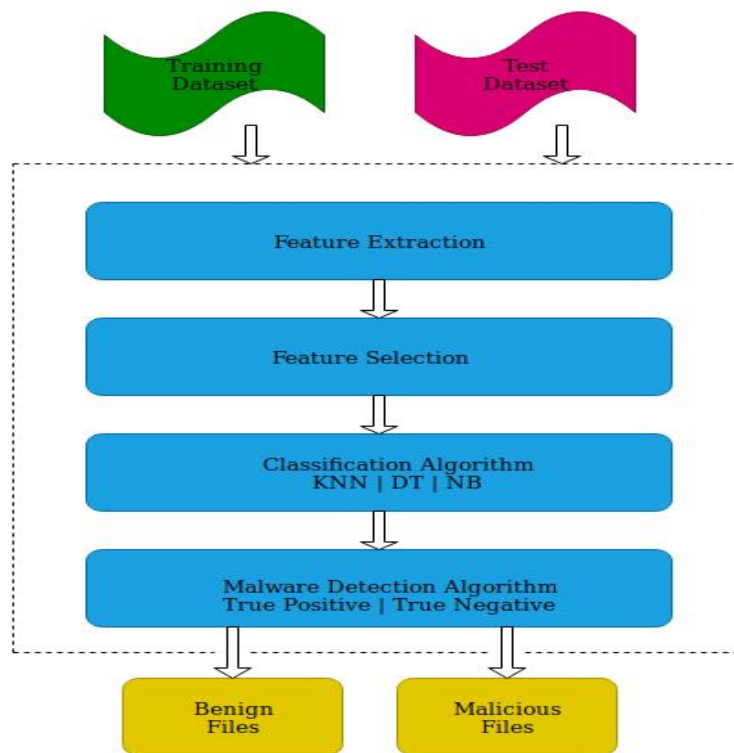 Training
Dataset
Test
Dataset
Feature Extraction
Feature Selection
Classification Algorithm
KNN | DT | NB
Malware Detection Algorithm
True Positive | True Negative
Benign
Files
Malicious
Files